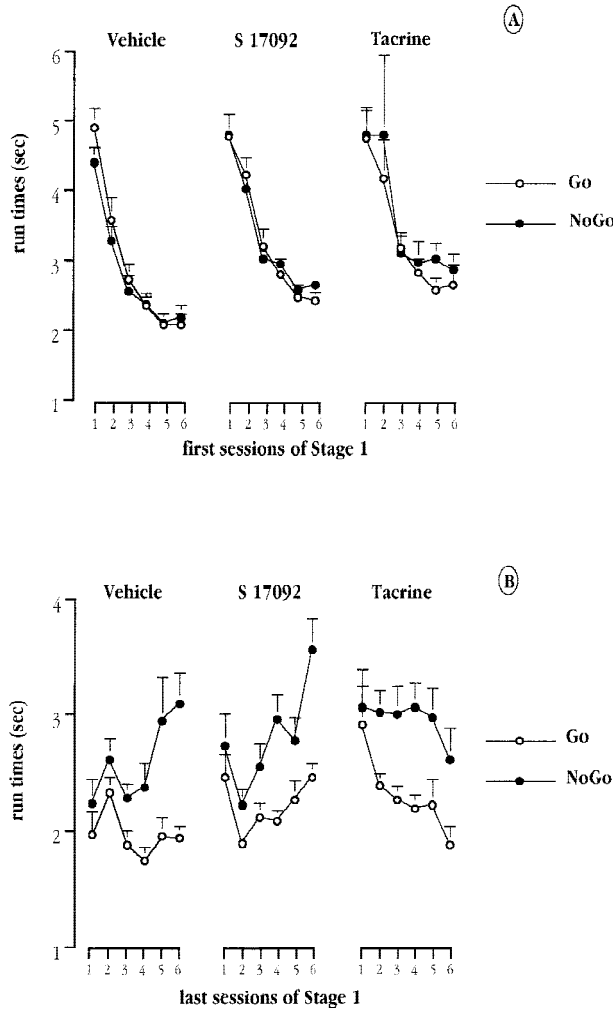 A
Vehicle S 17092 Tacrine
6
5
4
3
2
1
run times (sec)
Go
NoGo
1 2 3 4 5 6 1 2 3 4 5 6 1 2 3 4 5 6
first sessions of Stage 1
B
Vehicle S 17092 Tacrine
4
3
2
1
run times (sec)
Go
NoGo
1 2 3 4 5 6 1 2 3 4 5 6 1 2 3 4 5 6
last sessions of Stage 1